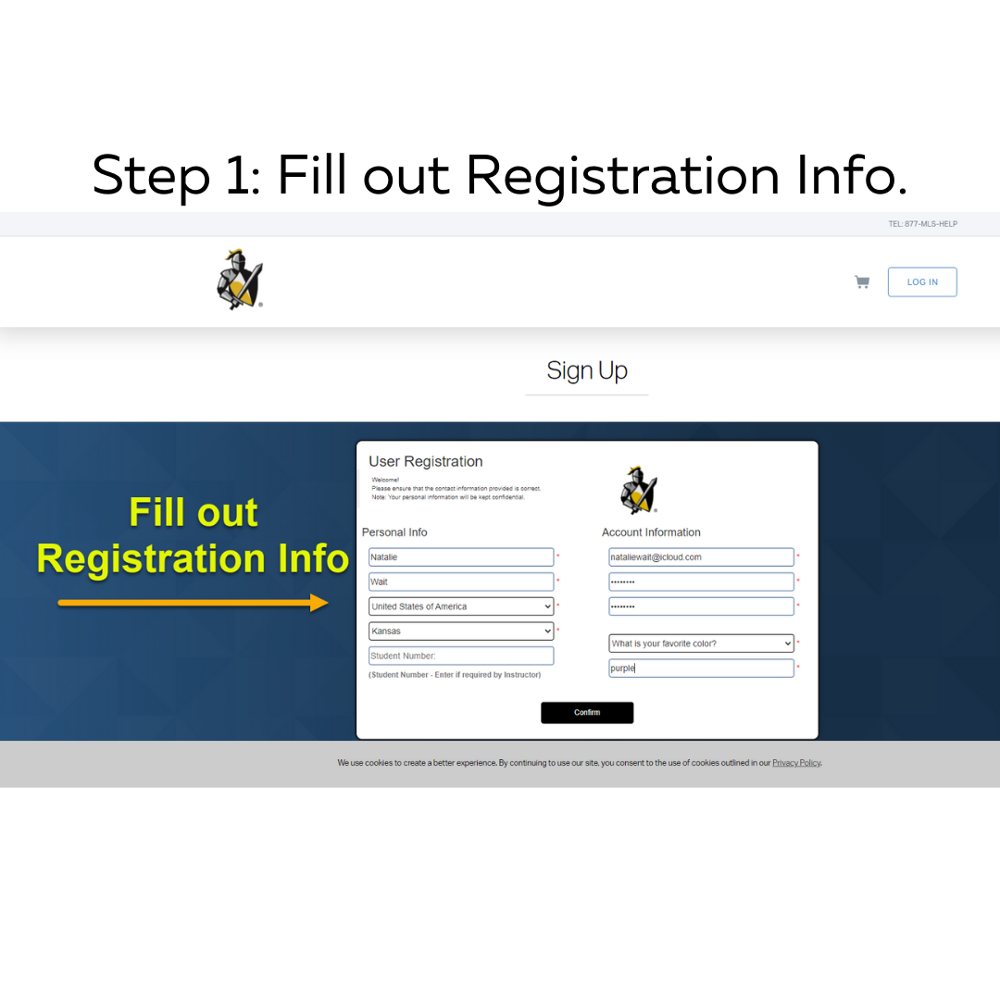 Step 1: Fill out Registration Info.
TEL: 877-MLS-HELP
LOG IN
Sign Up
Fill out
Registration Info
User Registration
Welcome!
Please ensure that the contact information provided is correct.
Note: Your personal information will be kept confidential.
Personal Info
Natalie *
Wait *
United States of America *
Kansas *
Student Number:
(Student Number - Enter if required by Instructor)
Account Information
nataliewait@icloud.com *
•••••••• *
•••••••• *
What is your favorite color? *
purple *
Confirm
We use cookies to create a better experience. By continuing to use our site, you consent to the use of cookies outlined in our Privacy Policy.